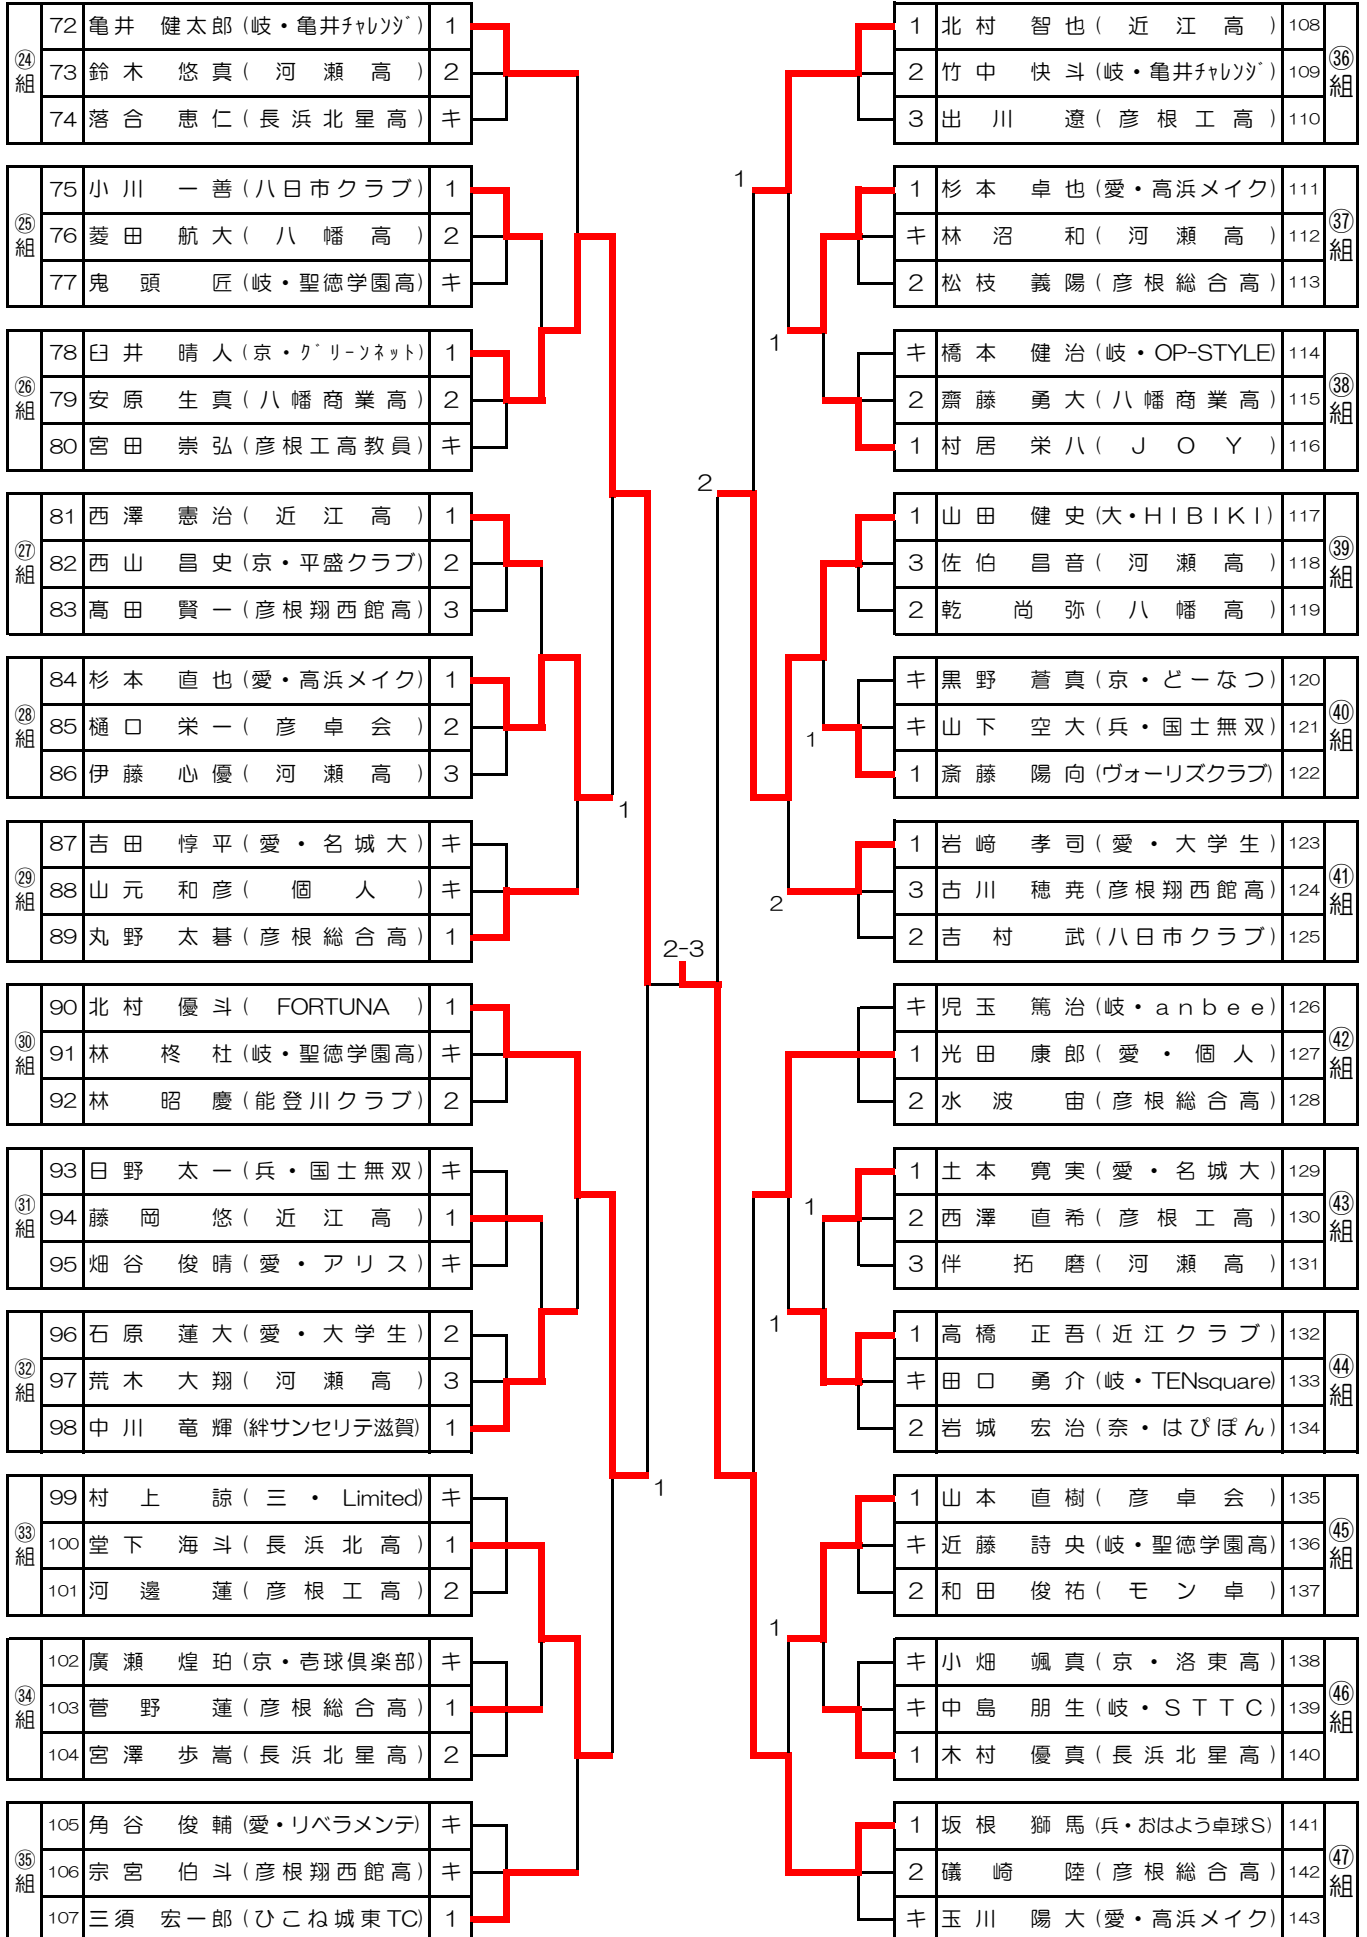 ㉔組
72 亀井 健太郎 (岐・亀井ﾁｬﾚﾝｼﾞ) 1
73 鈴木 悠真 (河瀬高) 2
74 落合 恵仁 (長浜北星高) キ
㉕組
75 小川 一善 (八日市クラブ) 1
76 菱田 航大 (八幡高) 2
77 鬼頭 匠 (岐・聖徳学園高) キ
㉖組
78 臼井 晴人 (京・ｸﾞﾘｰﾝﾈｯﾄ) 1
79 安原 生真 (八幡商業高) 2
80 宮田 崇弘 (彦根工高教員) キ
㉗組
81 西澤 憲治 (近江高) 1
82 西山 昌史 (京・平盛クラブ) 2
83 髙田 賢一 (彦根翔西館高) 3
㉘組
84 杉本 直也 (愛・高浜メイク) 1
85 樋口 栄一 (彦卓会) 2
86 伊藤 心優 (河瀬高) 3
1
㉙組
87 吉田 惇平 (愛・名城大) キ
88 山元 和彦 (個人) キ
89 丸野 太碁 (彦根総合高) 1
2-3
㉚組
90 北村 優斗 (FORTUNA) 1
91 林 柊杜 (岐・聖徳学園高) キ
92 林 昭慶 (能登川クラブ) 2
㉛組
93 日野 太一 (兵・国士無双) キ
94 藤岡 悠 (近江高) 1
95 畑谷 俊晴 (愛・アリス) キ
㉜組
96 石原 蓮大 (愛・大学生) 2
97 荒木 大翔 (河瀬高) 3
98 中川 竜輝 (絆サンセリテ滋賀) 1
1
㉝組
99 村上 諒 (三・Limited) キ
100 堂下 海斗 (長浜北高) 1
101 河邊 蓮 (彦根工高) 2
㉞組
102 廣瀬 煌珀 (京・壱球倶楽部) キ
103 菅野 蓮 (彦根総合高) 1
104 宮澤 歩嵩 (長浜北星高) 2
㉟組
105 角谷 俊輔 (愛・リベラメンテ) キ
106 宗宮 伯斗 (彦根翔西館高) キ
107 三須 宏一郎 (ひこね城東TC) 1
1 北村 智也 (近江高) 108
2 竹中 快斗 (岐・亀井ﾁｬﾚﾝｼﾞ) 109
3 出川 遼 (彦根工高) 110
㊱組
1
1 杉本 卓也 (愛・高浜メイク) 111
キ 林沼 和 (河瀬高) 112
2 松枝 義陽 (彦根総合高) 113
㊲組
1
キ 橋本 健治 (岐・OP-STYLE) 114
2 齋藤 勇大 (八幡商業高) 115
1 村居 栄八 (JOY) 116
㊳組
2
1 山田 健史 (大・HIBIKI) 117
3 佐伯 昌音 (河瀬高) 118
2 乾 尚弥 (八幡高) 119
㊴組
キ 黒野 蒼真 (京・どーなつ) 120
キ 山下 空大 (兵・国士無双) 121
1 斎藤 陽向 (ヴォーリズクラブ) 122
㊵組
1
1 岩﨑 孝司 (愛・大学生) 123
3 古川 穂尭 (彦根翔西館高) 124
2 吉村 武 (八日市クラブ) 125
㊶組
2
キ 児玉 篤治 (岐・anbee) 126
1 光田 康郎 (愛・個人) 127
2 水波 宙 (彦根総合高) 128
㊷組
1 土本 寛実 (愛・名城大) 129
2 西澤 直希 (彦根工高) 130
3 伴 拓磨 (河瀬高) 131
㊸組
1
1
1 高橋 正吾 (近江クラブ) 132
キ 田口 勇介 (岐・TENsquare) 133
2 岩城 宏治 (奈・はぴぽん) 134
㊹組
1 山本 直樹 (彦卓会) 135
キ 近藤 詩央 (岐・聖徳学園高) 136
2 和田 俊祐 (モン卓) 137
㊺組
1
キ 小畑 颯真 (京・洛東高) 138
キ 中島 朋生 (岐・STTC) 139
1 木村 優真 (長浜北星高) 140
㊻組
1 坂根 獅馬 (兵・おはよう卓球S) 141
2 礒崎 陸 (彦根総合高) 142
キ 玉川 陽大 (愛・高浜メイク) 143
㊼組